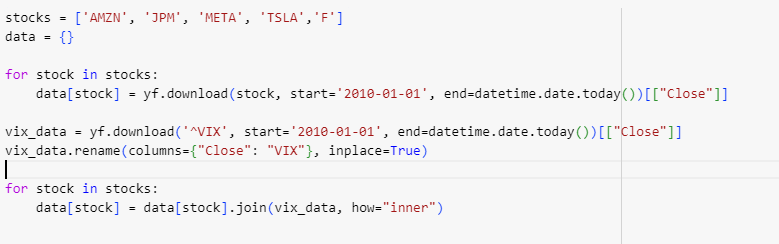 stocks = ['AMZN', 'JPM', 'META', 'TSLA','F']
data = {}

for stock in stocks:
    data[stock] = yf.download(stock, start='2010-01-01', end=datetime.date.today())[["Close"]]

vix_data = yf.download('^VIX', start='2010-01-01', end=datetime.date.today())[["Close"]]
vix_data.rename(columns={"Close": "VIX"}, inplace=True)

for stock in stocks:
    data[stock] = data[stock].join(vix_data, how="inner")